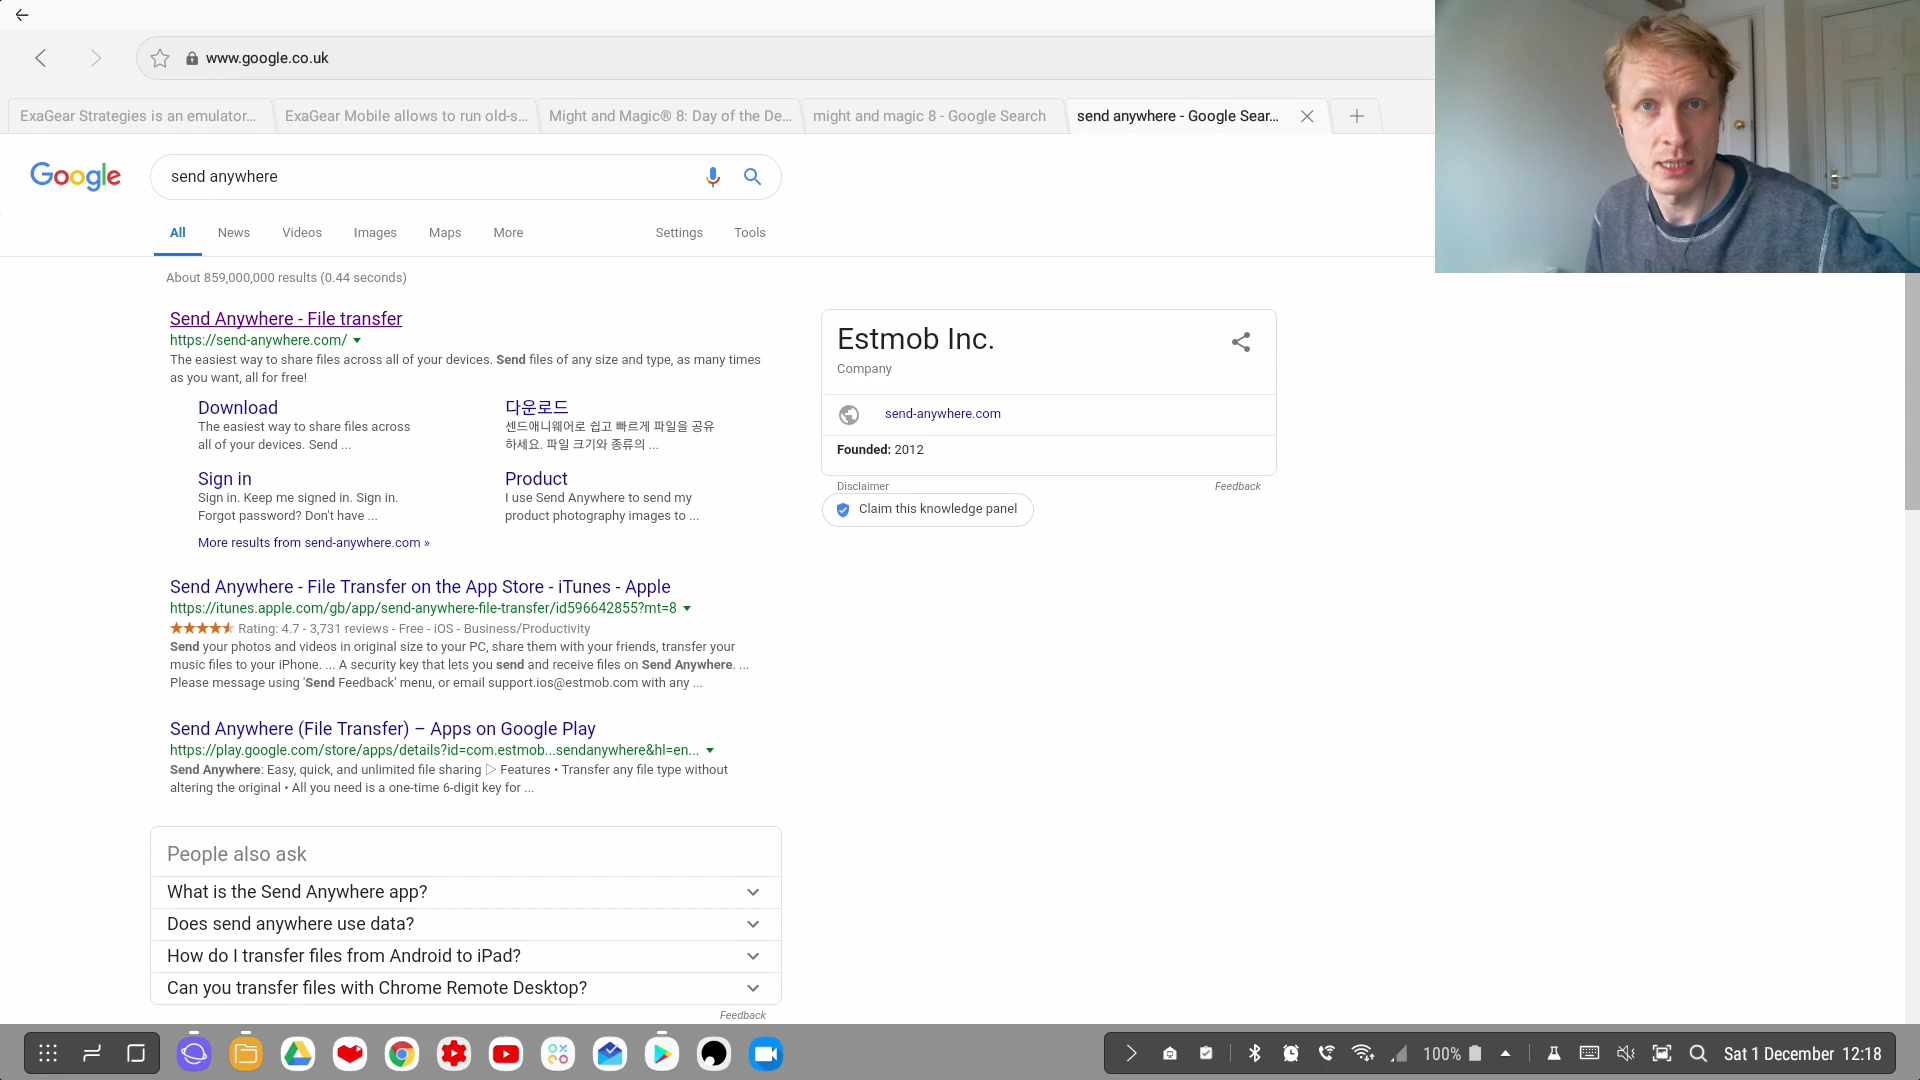 www.google.co.uk
ExaGear Strategies is an emulator...
ExaGear Mobile allows to run old-s...
Might and Magic® 8: Day of the De...
might and magic 8 - Google Search
send anywhere - Google Sear...
Google
send anywhere
All
News
Videos
Images
Maps
More
Settings
Tools
About 859,000,000 results (0.44 seconds)
Send Anywhere - File transfer
https://send-anywhere.com/
The easiest way to share files across all of your devices. Send files of any size and type, as many times
as you want, all for free!
Download
The easiest way to share files across
all of your devices. Send ...
다운로드
센드애니웨어로 쉽고 빠르게 파일을 공유
하세요. 파일 크기와 종류의 ...
Sign in
Sign in. Keep me signed in. Sign in.
Forgot password? Don't have ...
Product
I use Send Anywhere to send my
product photography images to ...
More results from send-anywhere.com »
Send Anywhere - File Transfer on the App Store - iTunes - Apple
https://itunes.apple.com/gb/app/send-anywhere-file-transfer/id596642855?mt=8
Rating: 4.7 - 3,731 reviews - Free - iOS - Business/Productivity
Send your photos and videos in original size to your PC, share them with your friends, transfer your
music files to your iPhone. ... A security key that lets you send and receive files on Send Anywhere. ...
Please message using 'Send Feedback' menu, or email support.ios@estmob.com with any ...
Send Anywhere (File Transfer) – Apps on Google Play
https://play.google.com/store/apps/details?id=com.estmob...sendanywhere&hl=en...
Send Anywhere: Easy, quick, and unlimited file sharing ▷ Features • Transfer any file type without
altering the original • All you need is a one-time 6-digit key for ...
People also ask
What is the Send Anywhere app?
Does send anywhere use data?
How do I transfer files from Android to iPad?
Can you transfer files with Chrome Remote Desktop?
Feedback
Estmob Inc.
Company
send-anywhere.com
Founded: 2012
Disclaimer
Feedback
Claim this knowledge panel
100%
Sat 1 December 12:18